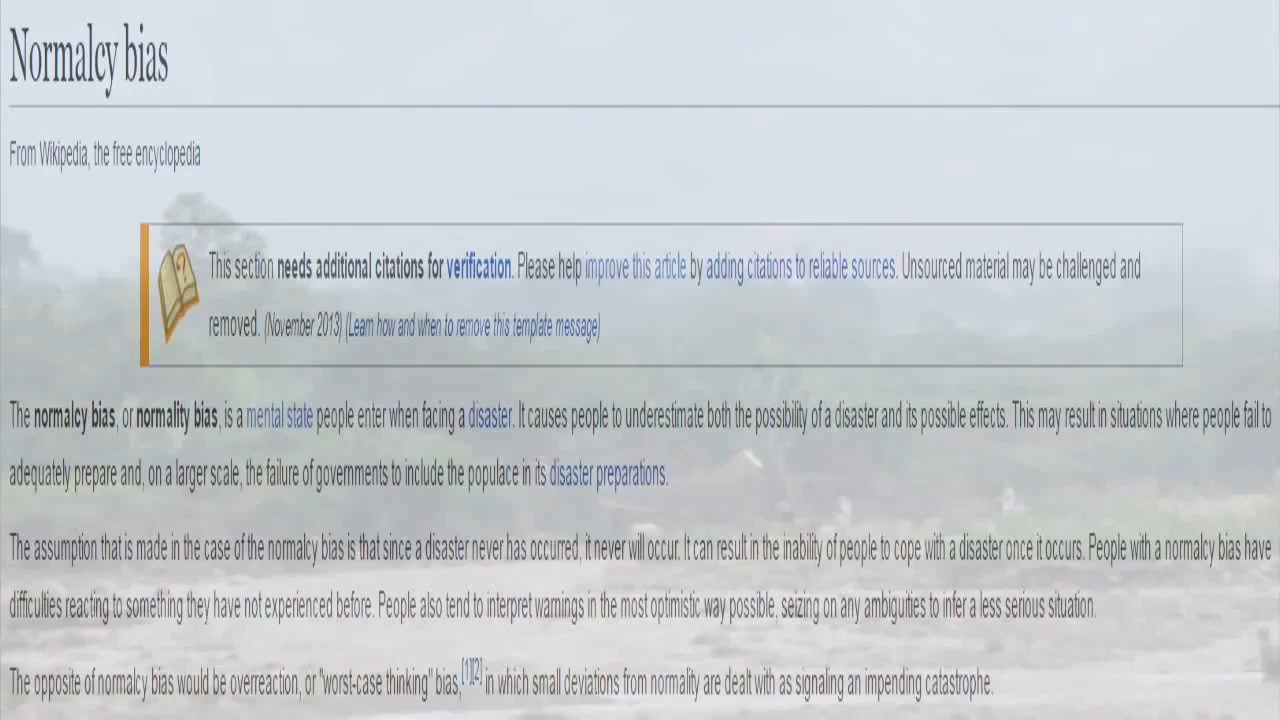 Normalcy bias
From Wikipedia, the free encyclopedia
This section needs additional citations for verification. Please help improve this article by adding citations to reliable sources. Unsourced material may be challenged and
removed. (November 2013) (Learn how and when to remove this template message)
The normalcy bias, or normality bias, is a mental state people enter when facing a disaster. It causes people to underestimate both the possibility of a disaster and its possible effects. This may result in situations where people fail to
adequately prepare and, on a larger scale, the failure of governments to include the populace in its disaster preparations.
The assumption that is made in the case of the normalcy bias is that since a disaster never has occurred, it never will occur. It can result in the inability of people to cope with a disaster once it occurs. People with a normalcy bias have
difficulties reacting to something they have not experienced before. People also tend to interpret warnings in the most optimistic way possible, seizing on any ambiguities to infer a less serious situation.
The opposite of normalcy bias would be overreaction, or "worst-case thinking" bias,[1][2] in which small deviations from normality are dealt with as signaling an impending catastrophe.